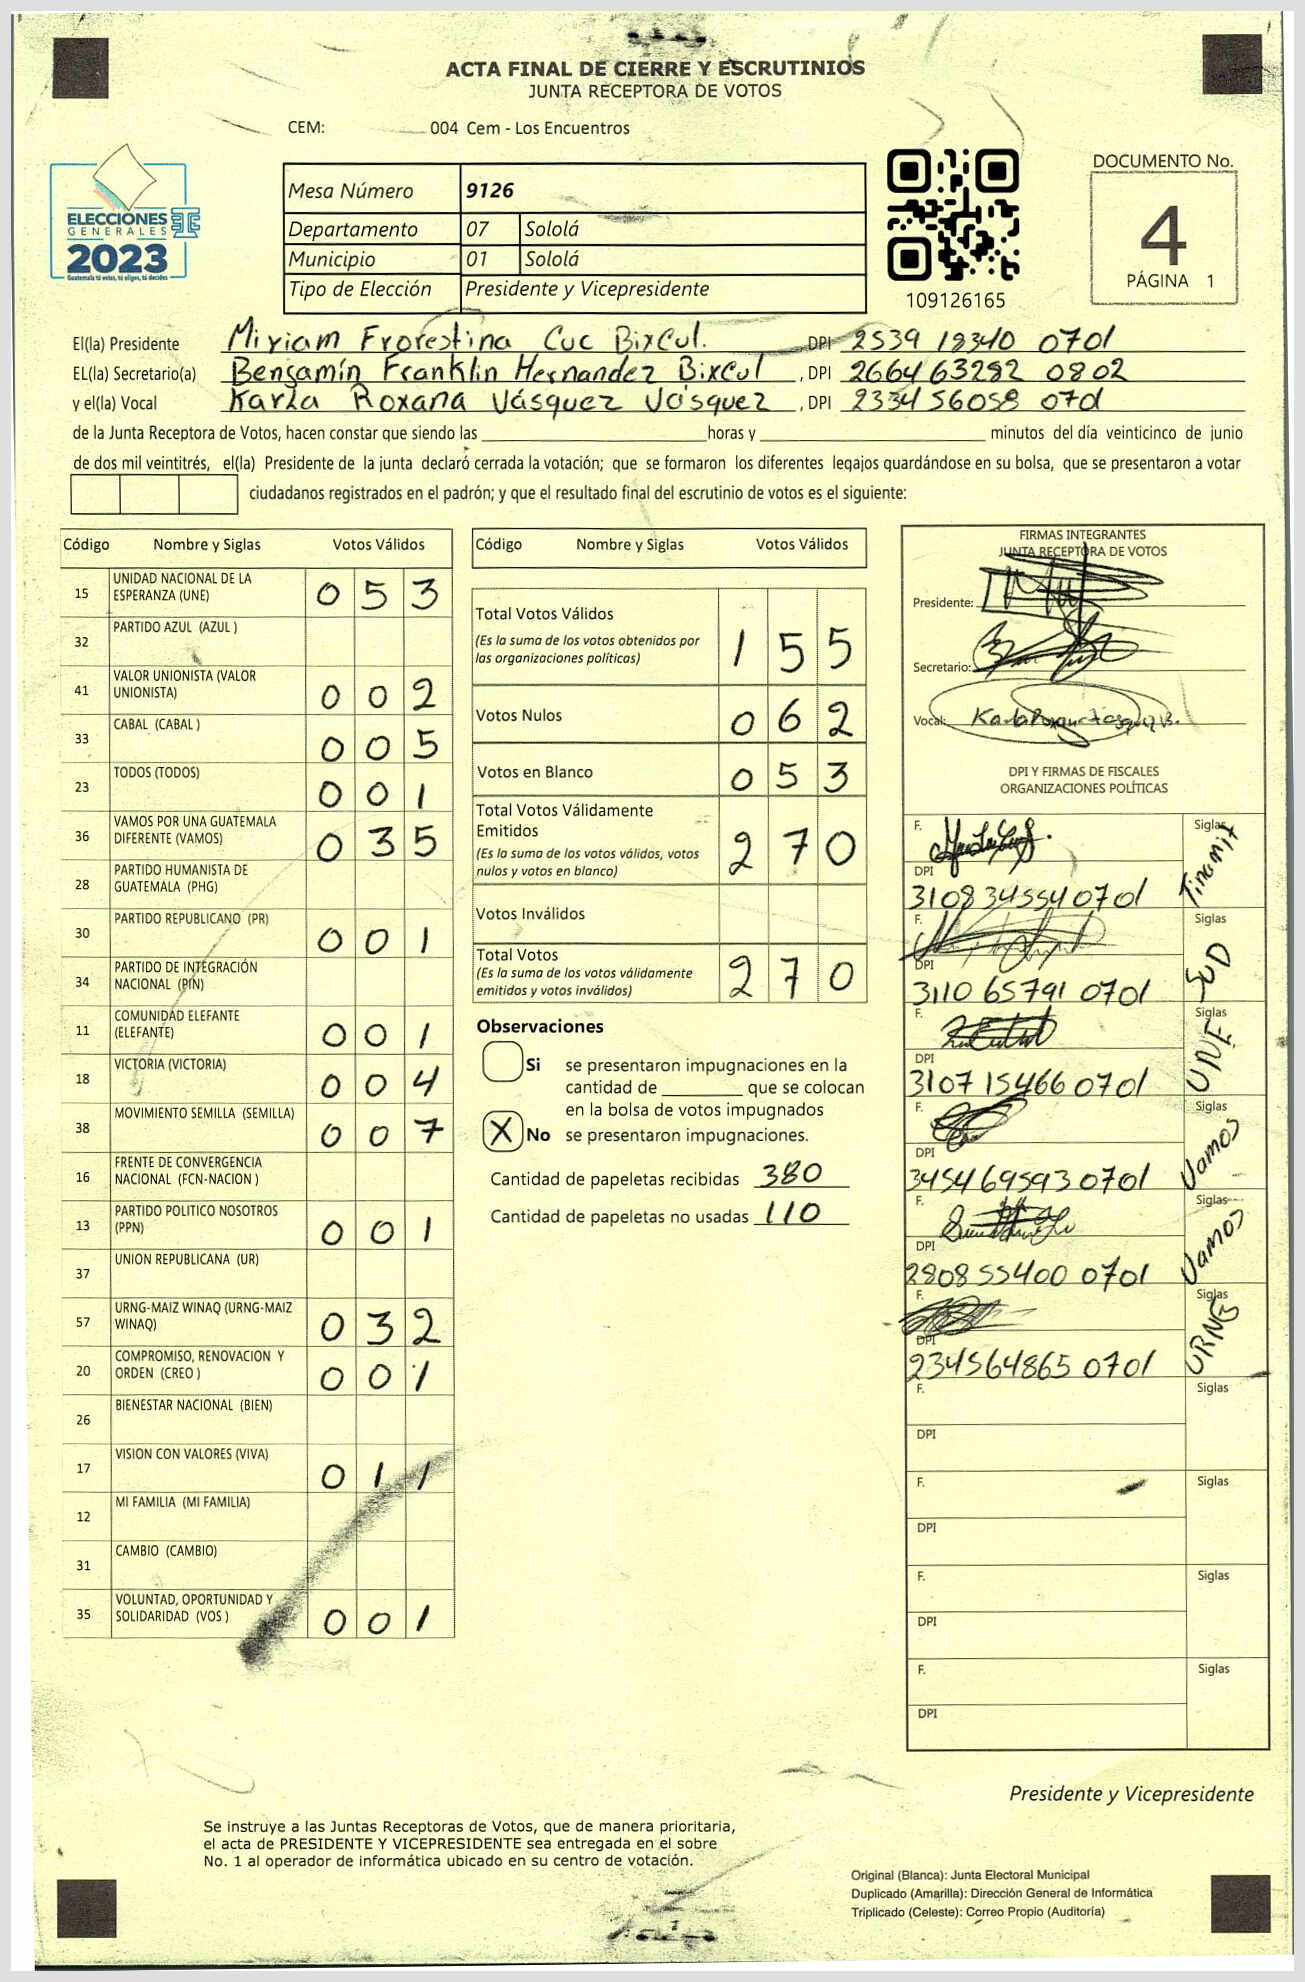 ACTA FINAL DE CIERRE Y ESCRUTINIOS
JUNTA RECEPTORA DE VOTOS
CEM: 004 Cem - Los Encuentros
ELECCIONES
GENERALES
2023
Guatemala tú votas, tú eliges, tú decides
Mesa Número 9126
Departamento 07 Sololá
Municipio 01 Sololá
Tipo de Elección Presidente y Vicepresidente
109126165
DOCUMENTO No.
4
PÁGINA 1
El(la) Presidente Miriam Frorestina Cuc BixCul. DPI 2539 18340 0701
EL(la) Secretario(a) Benjamín Franklin Hernandez BixCul , DPI 2664 63282 0802
y el(la) Vocal Karla Roxana Vásquez Vásquez , DPI 2334 56058 0701
de la Junta Receptora de Votos, hacen constar que siendo las horas y minutos del día veinticinco de junio
de dos mil veintitrés, el(la) Presidente de la junta declaró cerrada la votación; que se formaron los diferentes legajos guardándose en su bolsa, que se presentaron a votar
ciudadanos registrados en el padrón; y que el resultado final del escrutinio de votos es el siguiente:
Código Nombre y Siglas Votos Válidos
15 UNIDAD NACIONAL DE LA ESPERANZA (UNE) 0 5 3
32 PARTIDO AZUL (AZUL )
41 VALOR UNIONISTA (VALOR UNIONISTA) 0 0 2
33 CABAL (CABAL ) 0 0 5
23 TODOS (TODOS) 0 0 1
36 VAMOS POR UNA GUATEMALA DIFERENTE (VAMOS) 0 3 5
28 PARTIDO HUMANISTA DE GUATEMALA (PHG)
30 PARTIDO REPUBLICANO (PR) 0 0 1
34 PARTIDO DE INTEGRACIÓN NACIONAL (PIN)
11 COMUNIDAD ELEFANTE (ELEFANTE) 0 0 1
18 VICTORIA (VICTORIA) 0 0 4
38 MOVIMIENTO SEMILLA (SEMILLA) 0 0 7
16 FRENTE DE CONVERGENCIA NACIONAL (FCN-NACION )
13 PARTIDO POLITICO NOSOTROS (PPN) 0 0 1
37 UNION REPUBLICANA (UR)
57 URNG-MAIZ WINAQ (URNG-MAIZ WINAQ) 0 3 2
20 COMPROMISO, RENOVACION Y ORDEN (CREO ) 0 0 1
26 BIENESTAR NACIONAL (BIEN)
17 VISION CON VALORES (VIVA) 0 1 1
12 MI FAMILIA (MI FAMILIA)
31 CAMBIO (CAMBIO)
35 VOLUNTAD, OPORTUNIDAD Y SOLIDARIDAD (VOS ) 0 0 1
Código Nombre y Siglas Votos Válidos
Total Votos Válidos 1 5 5
(Es la suma de los votos obtenidos por
las organizaciones políticas)
Votos Nulos 0 6 2
Votos en Blanco 0 5 3
Total Votos Válidamente
Emitidos 2 7 0
(Es la suma de los votos válidos, votos
nulos y votos en blanco)
Votos Inválidos
Total Votos 2 7 0
(Es la suma de los votos válidamente
emitidos y votos inválidos)
Observaciones
Si se presentaron impugnaciones en la
cantidad de que se colocan
en la bolsa de votos impugnados
X No se presentaron impugnaciones.
Cantidad de papeletas recibidas 380
Cantidad de papeletas no usadas 110
FIRMAS INTEGRANTES
JUNTA RECEPTORA DE VOTOS
Presidente:
Secretario:
Vocal:
DPI Y FIRMAS DE FISCALES
ORGANIZACIONES POLÍTICAS
F. Siglas Tinamit
DPI
3108 34554 0701
F. Siglas SUD
DPI
3110 65791 0701
F. Siglas UNE
DPI
3107 15466 0701
F. Siglas Vamos
DPI
3454 69593 0701
F. Siglas Vamos
DPI
2808 55400 0701
F. Siglas URNG
DPI
2345 64865 0701
F. Siglas
DPI
F. Siglas
DPI
F. Siglas
DPI
F. Siglas
DPI
Presidente y Vicepresidente
Se instruye a las Juntas Receptoras de Votos, que de manera prioritaria,
el acta de PRESIDENTE Y VICEPRESIDENTE sea entregada en el sobre
No. 1 al operador de informática ubicado en su centro de votación.
Original (Blanca): Junta Electoral Municipal
Duplicado (Amarilla): Dirección General de Informática
Triplicado (Celeste): Correo Propio (Auditoría)